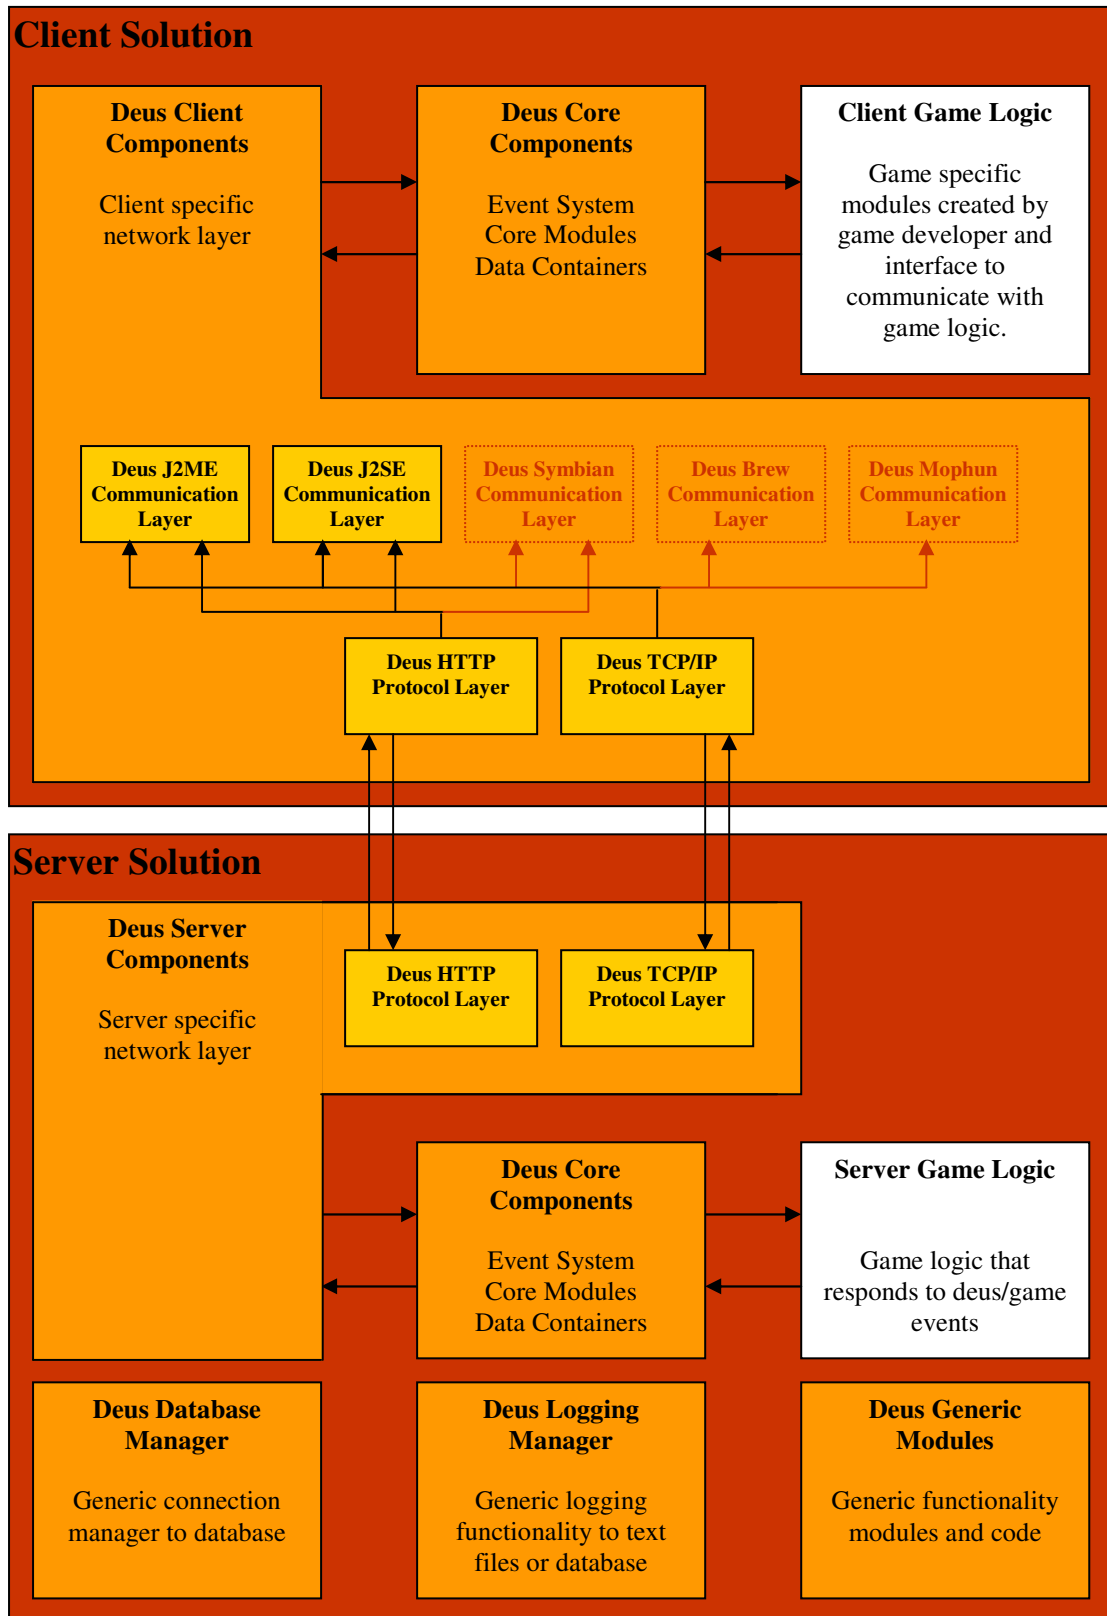 Client Solution
Deus Client
Components
Client specific
network layer
Deus Core
Components
Event System
Core Modules
Data Containers
Client Game Logic
Game specific
modules created by
game developer and
interface to
communicate with
game logic.
Deus J2ME
Communication
Layer
Deus J2SE
Communication
Layer
Deus Symbian
Communication
Layer
Deus Brew
Communication
Layer
Deus Mophun
Communication
Layer
Deus HTTP
Protocol Layer
Deus TCP/IP
Protocol Layer
Server Solution
Deus Server
Components
Server specific
network layer
Deus HTTP
Protocol Layer
Deus TCP/IP
Protocol Layer
Deus Core
Components
Event System
Core Modules
Data Containers
Server Game Logic
Game logic that
responds to deus/game
events
Deus Database
Manager
Generic connection
manager to database
Deus Logging
Manager
Generic logging
functionality to text
files or database
Deus Generic
Modules
Generic functionality
modules and code